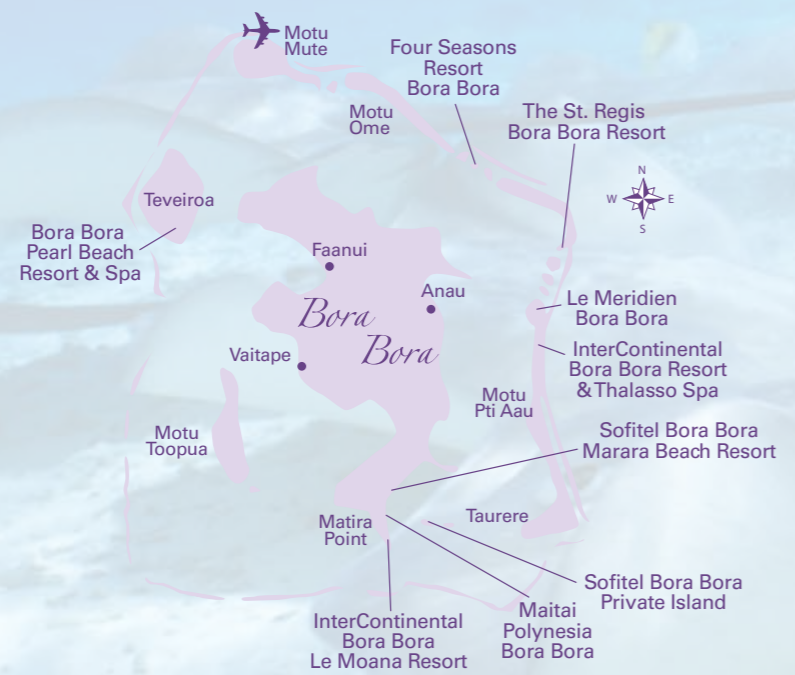 Motu
Mute
Four Seasons
Resort
Bora Bora
Motu
Ome
The St. Regis
Bora Bora Resort
N
W
E
S
Teveiroa
Bora Bora
Pearl Beach
Resort & Spa
Faanui
Anau
Bora
Bora
Le Meridien
Bora Bora
Vaitape
InterContinental
Bora Bora Resort
& Thalasso Spa
Motu
Pti Aau
Motu
Toopua
Sofitel Bora Bora
Marara Beach Resort
Matira
Point
Taurere
Sofitel Bora Bora
Private Island
Maitai
Polynesia
Bora Bora
InterContinental
Bora Bora
Le Moana Resort